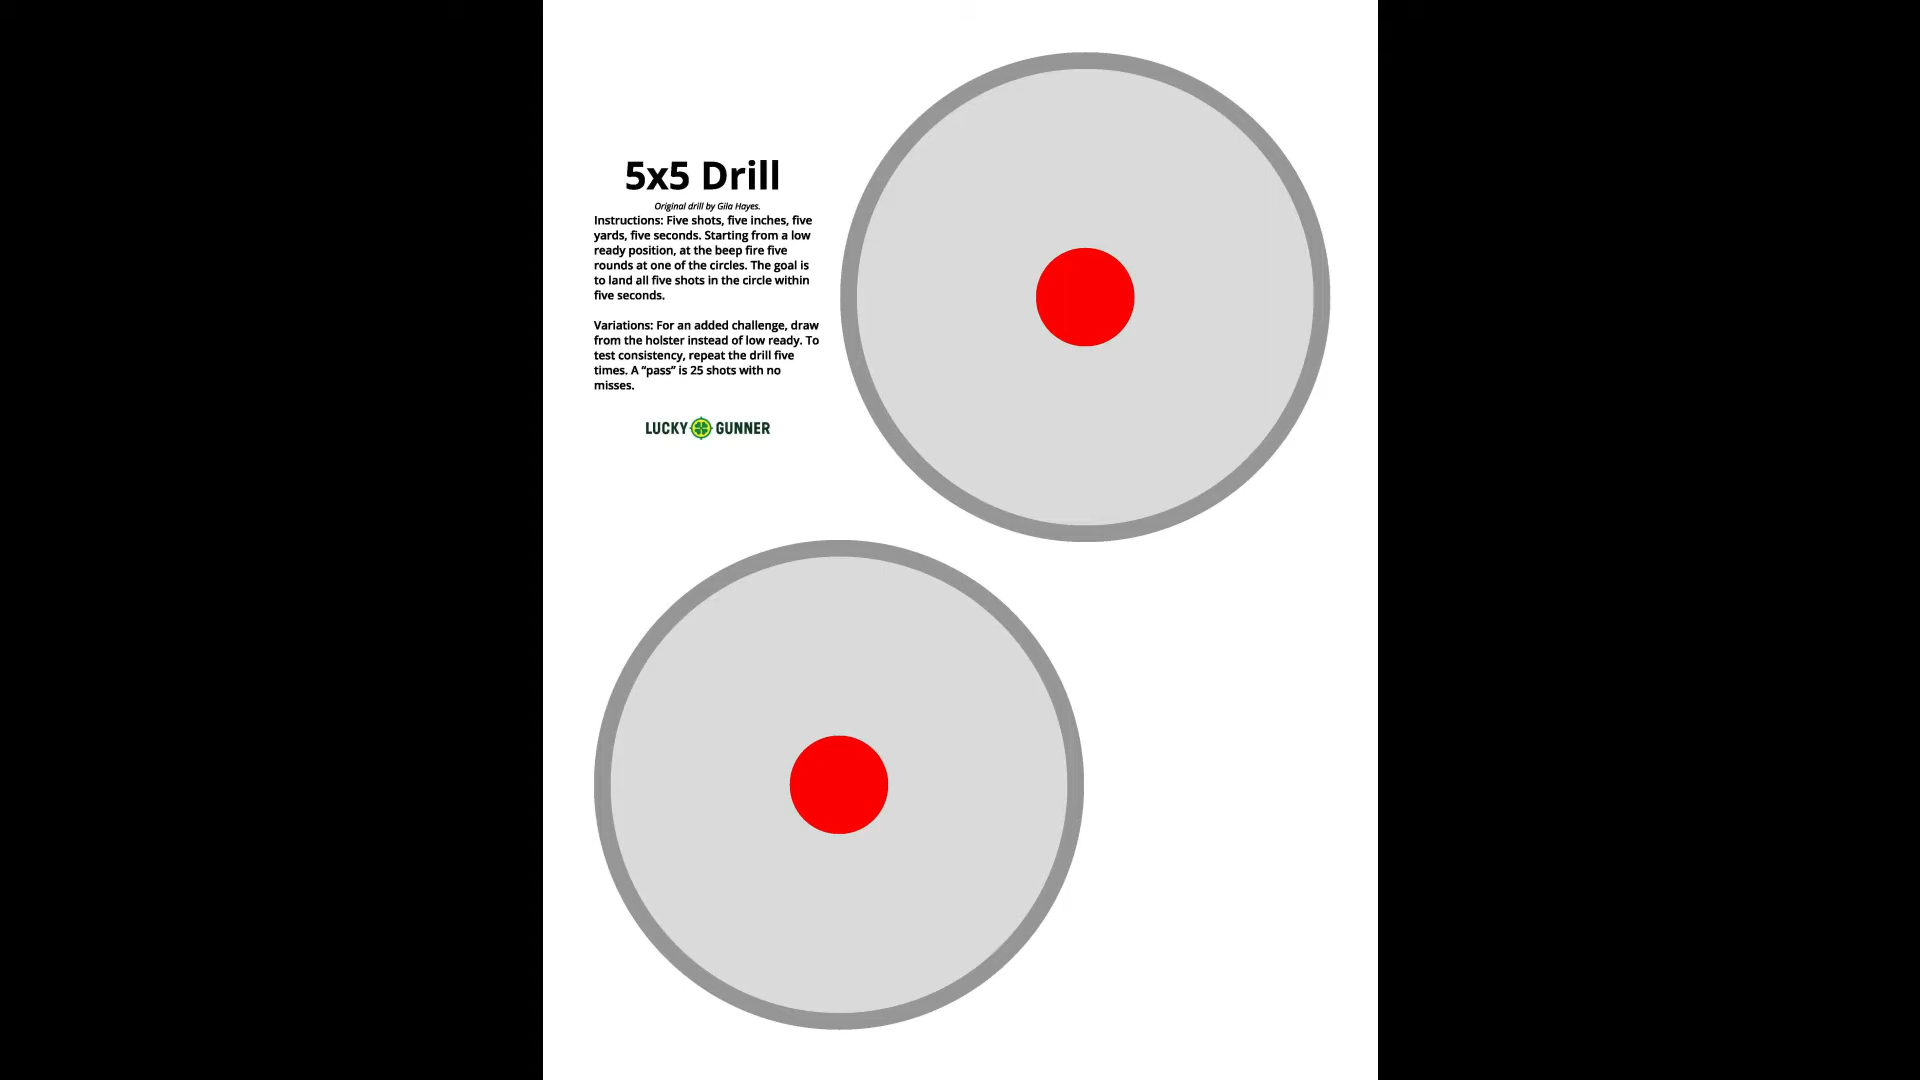 5x5 Drill
Original drill by Gila Hayes.
Instructions: Five shots, five inches, five
yards, five seconds. Starting from a low
ready position, at the beep fire five
rounds at one of the circles. The goal is
to land all five shots in the circle within
five seconds.
Variations: For an added challenge, draw
from the holster instead of low ready. To
test consistency, repeat the drill five
times. A “pass” is 25 shots with no
misses.
LUCKY GUNNER